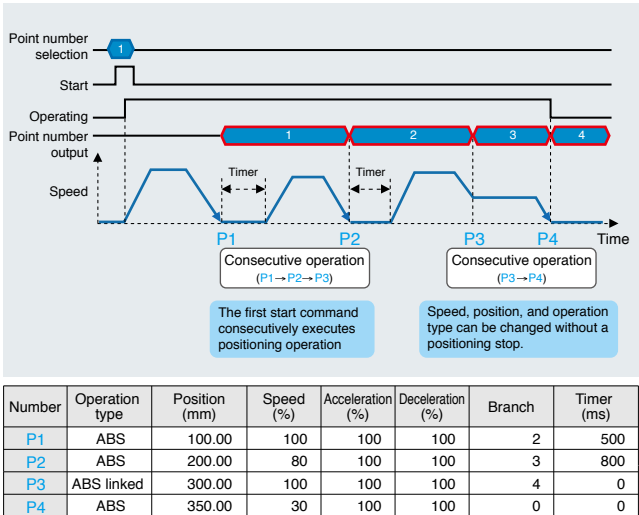 Point number
selection
1
Start
Operating
Point number
output
1 2 3 4
Speed
Timer Timer
P1 P2 P3 P4 Time
Consecutive operation
(P1→P2→P3)
Consecutive operation
(P3→P4)
The first start command
consecutively executes
positioning operation
Speed, position, and operation
type can be changed without a
positioning stop.
Number Operation type Position (mm) Speed (%) Acceleration (%) Deceleration (%) Branch Timer (ms)
P1 ABS 100.00 100 100 100 2 500
P2 ABS 200.00 80 100 100 3 800
P3 ABS linked 300.00 100 100 100 4 0
P4 ABS 350.00 30 100 100 0 0